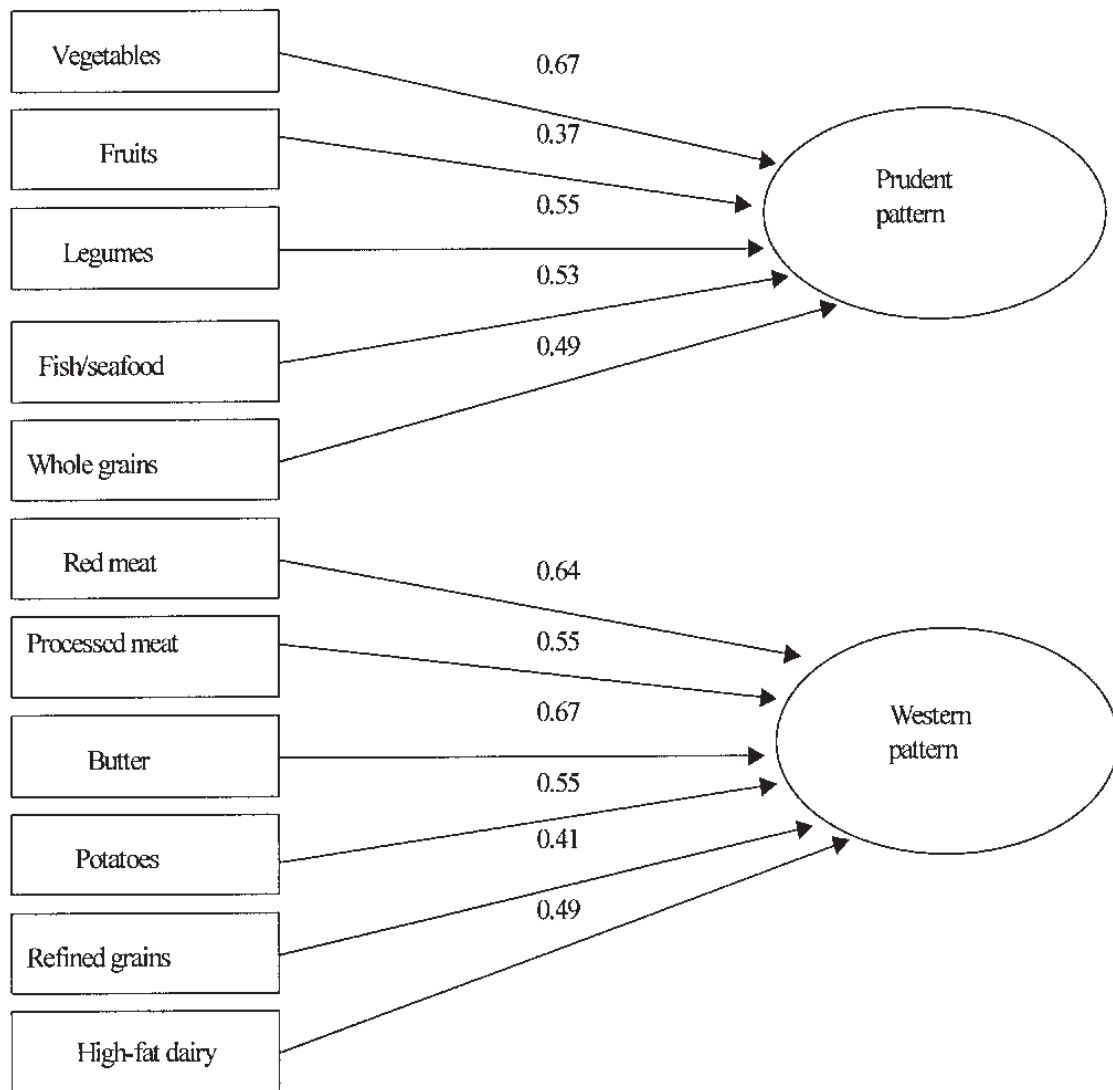 Vegetables
0.67
Fruits
0.37
Prudent
pattern
0.55
Legumes
0.53
Fish/seafood
0.49
Whole grains
Red meat
0.64
Processed meat
0.55
0.67
Western
pattern
Butter
0.55
Potatoes
0.41
0.49
Refined grains
High-fat dairy